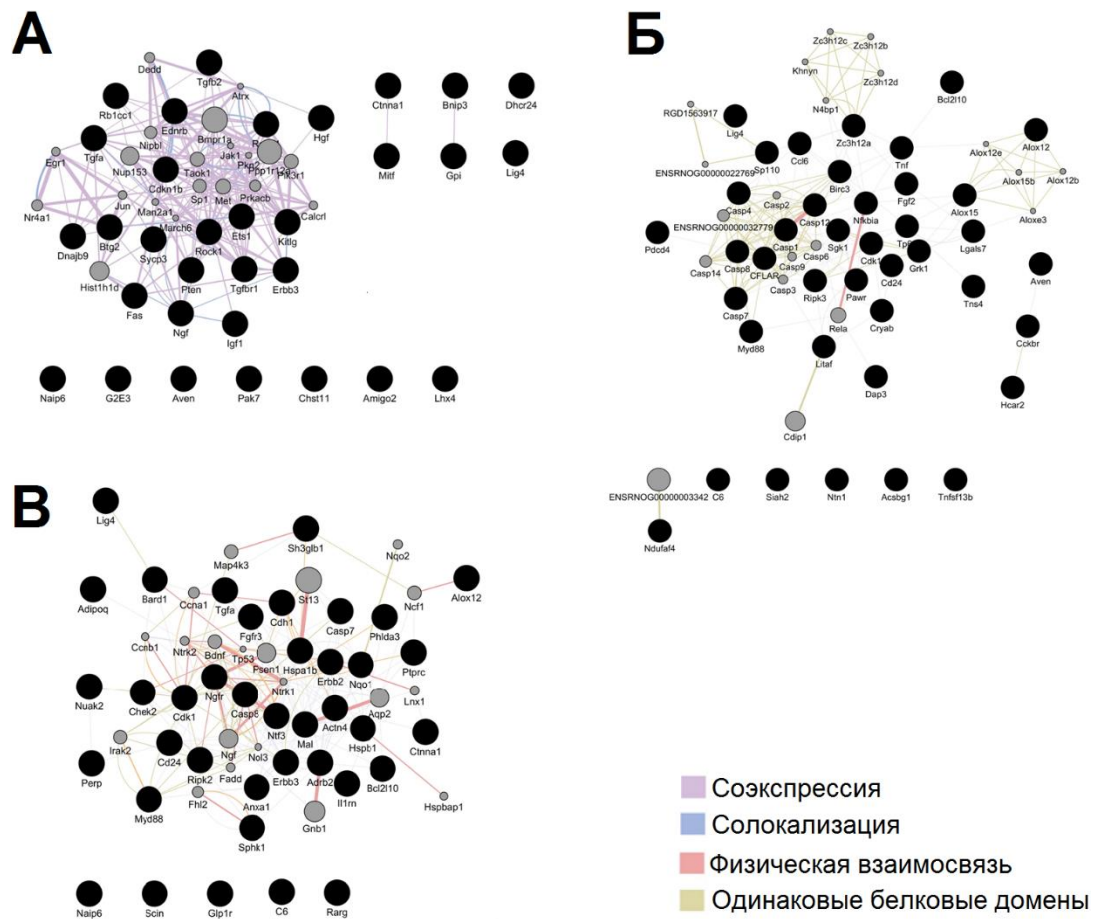 А
Dedd
Tgfb2
Atrx
Rb1cc1
Ednrb
Bmpr1a
Hgf
Tgfa
Nipbl
Jak1
Pkn2
Ppp1r12a
Egr1
Nup153
Taok1
Pik3r1
Cdkn1b
Sp1
Met
Prkacb
Nr4a1
Jun
Man2a1
March6
Calcrl
Btg2
Ets1
Kitlg
Dnajb9
Sycp3
Rock1
Hist1h1d
Pten
Tgfbr1
Erbb3
Fas
Ngf
Igf1
Ctnna1
Bnip3
Dhcr24
Mitf
Gpi
Lig4
Naip6
G2E3
Aven
Pak7
Chst11
Amigo2
Lhx4
Б
Zc3h12c
Zc3h12b
Khnyn
Zc3h12d
N4bp1
Bcl2l10
RGD1563917
Lig4
Zc3h12a
Ccl6
Tnf
Alox12e
Alox12
Sp110
ENSRNOG00000022769
Alox15b
Alox12b
Birc3
Fgf2
Alox15
Aloxe3
Casp4
Casp2
Casp12
Nfkbia
ENSRNOG00000032779
Casp1
Sgk1
Lgals7
Pdcd4
Casp6
Cdk1
Grk1
Casp14
Casp8
CFLAR
Casp9
Cd24
Tns4
Casp3
Ripk3
Pawr
Aven
Casp7
Rela
Cryab
Myd88
Litaf
Cckbr
Dap3
Hcar2
Cdip1
ENSRNOG00000003342
C6
Siah2
Ntn1
Acsbg1
Tnfsf13b
Ndufaf4
В
Lig4
Sh3glb1
Map4k3
Nqo2
Bard1
St13
Ncf1
Alox12
Adipoq
Ccna1
Tgfa
Cdh1
Casp7
Phlda3
Fgfr3
Ccnb1
Ntrk2
Bdnf
Tp53
Psen1
Hspa1b
Erbb2
Nqo1
Ptprc
Nuak2
Chek2
Cdk1
Ngfr
Ntrk1
Lnx1
Casp8
Aqp2
Irak2
Ntf3
Mal
Actn4
Cd24
Ngf
Nol3
Hspb1
Ctnna1
Perp
Ripk2
Fadd
Erbb3
Adrb2
Bcl2l10
Myd88
Fhl2
Anxa1
Il1rn
Hspbap1
Sphk1
Gnb1
Naip6
Scin
Glp1r
C6
Rarg
Соэкспрессия
Солокализация
Физическая взаимосвязь
Одинаковые белковые домены